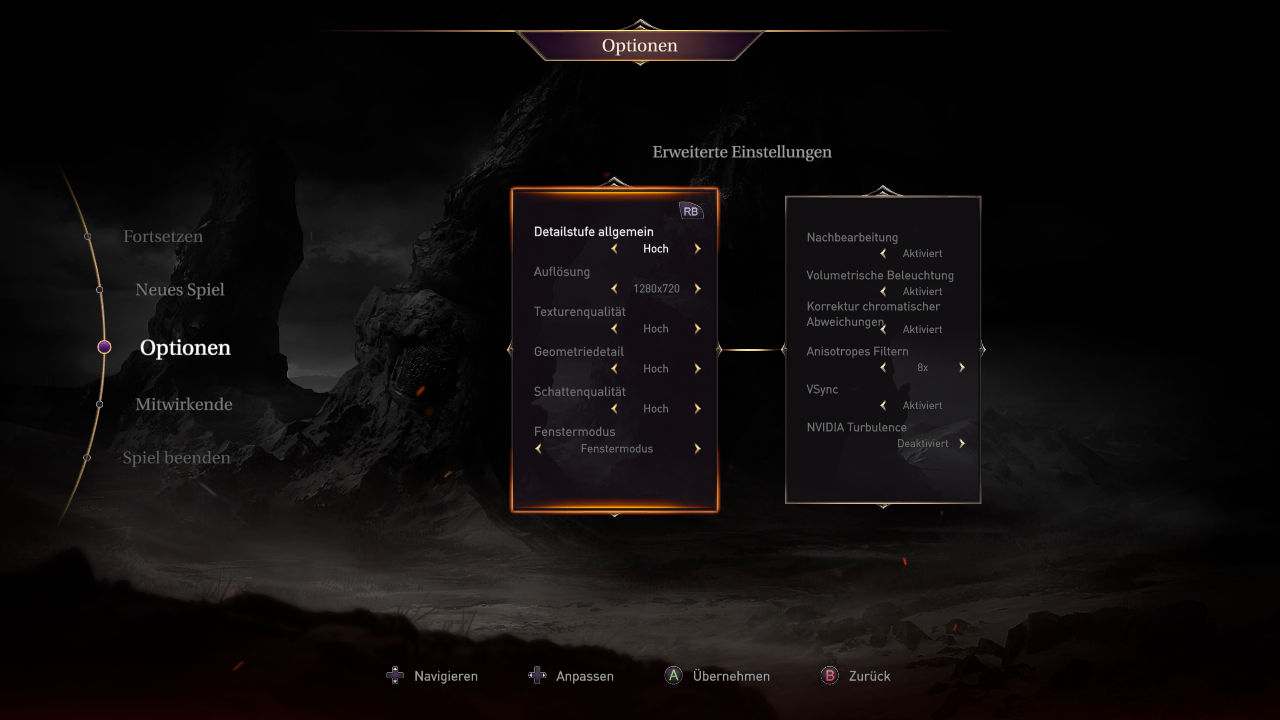 Optionen
Erweiterte Einstellungen
Fortsetzen
Neues Spiel
Optionen
Mitwirkende
Spiel beenden
RB
Detailstufe allgemein
Hoch
Auflösung
1280x720
Texturenqualität
Hoch
Geometriedetail
Hoch
Schattenqualität
Hoch
Fenstermodus
Fenstermodus
Nachbearbeitung
Aktiviert
Volumetrische Beleuchtung
Aktiviert
Korrektur chromatischer
Abweichungen
Aktiviert
Anisotropes Filtern
8x
VSync
Aktiviert
NVIDIA Turbulence
Deaktiviert
Navigieren Anpassen A Übernehmen B Zurück